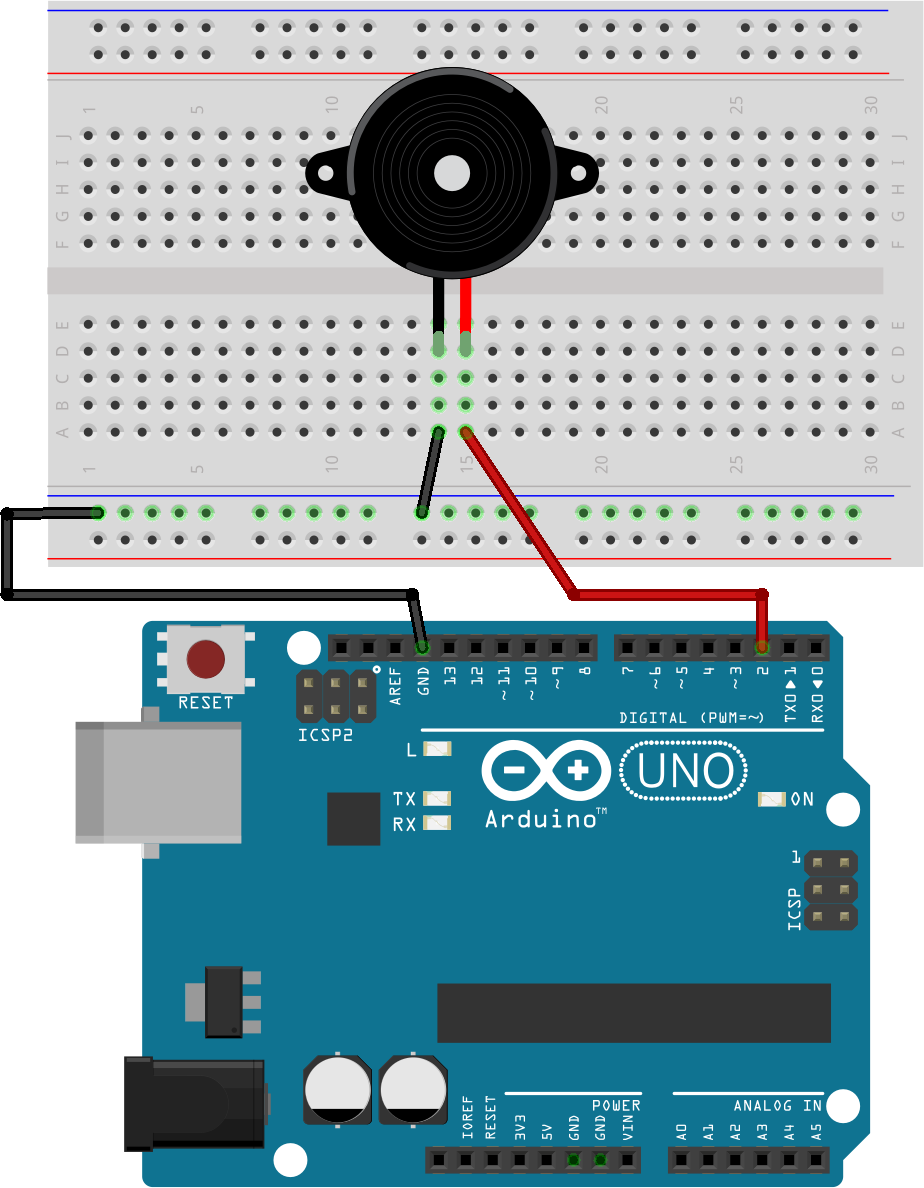 1 5 10 15 20 25 30
J J
I I
H H
G G
F F
E E
D D
C C
B B
A A
1 5 10 15 20 25 30
RESET
ICSP2
AREF GND 13 12 ~11 ~10 ~9 8 7 ~6 ~5 4 ~3 2 TX0▶1 RX0◀0
DIGITAL (PWM=~)
L
TX
RX
Arduino™
UNO
ON
1
ICSP
POWER
ANALOG IN
IOREF RESET 3V3 5V GND GND VIN A0 A1 A2 A3 A4 A5